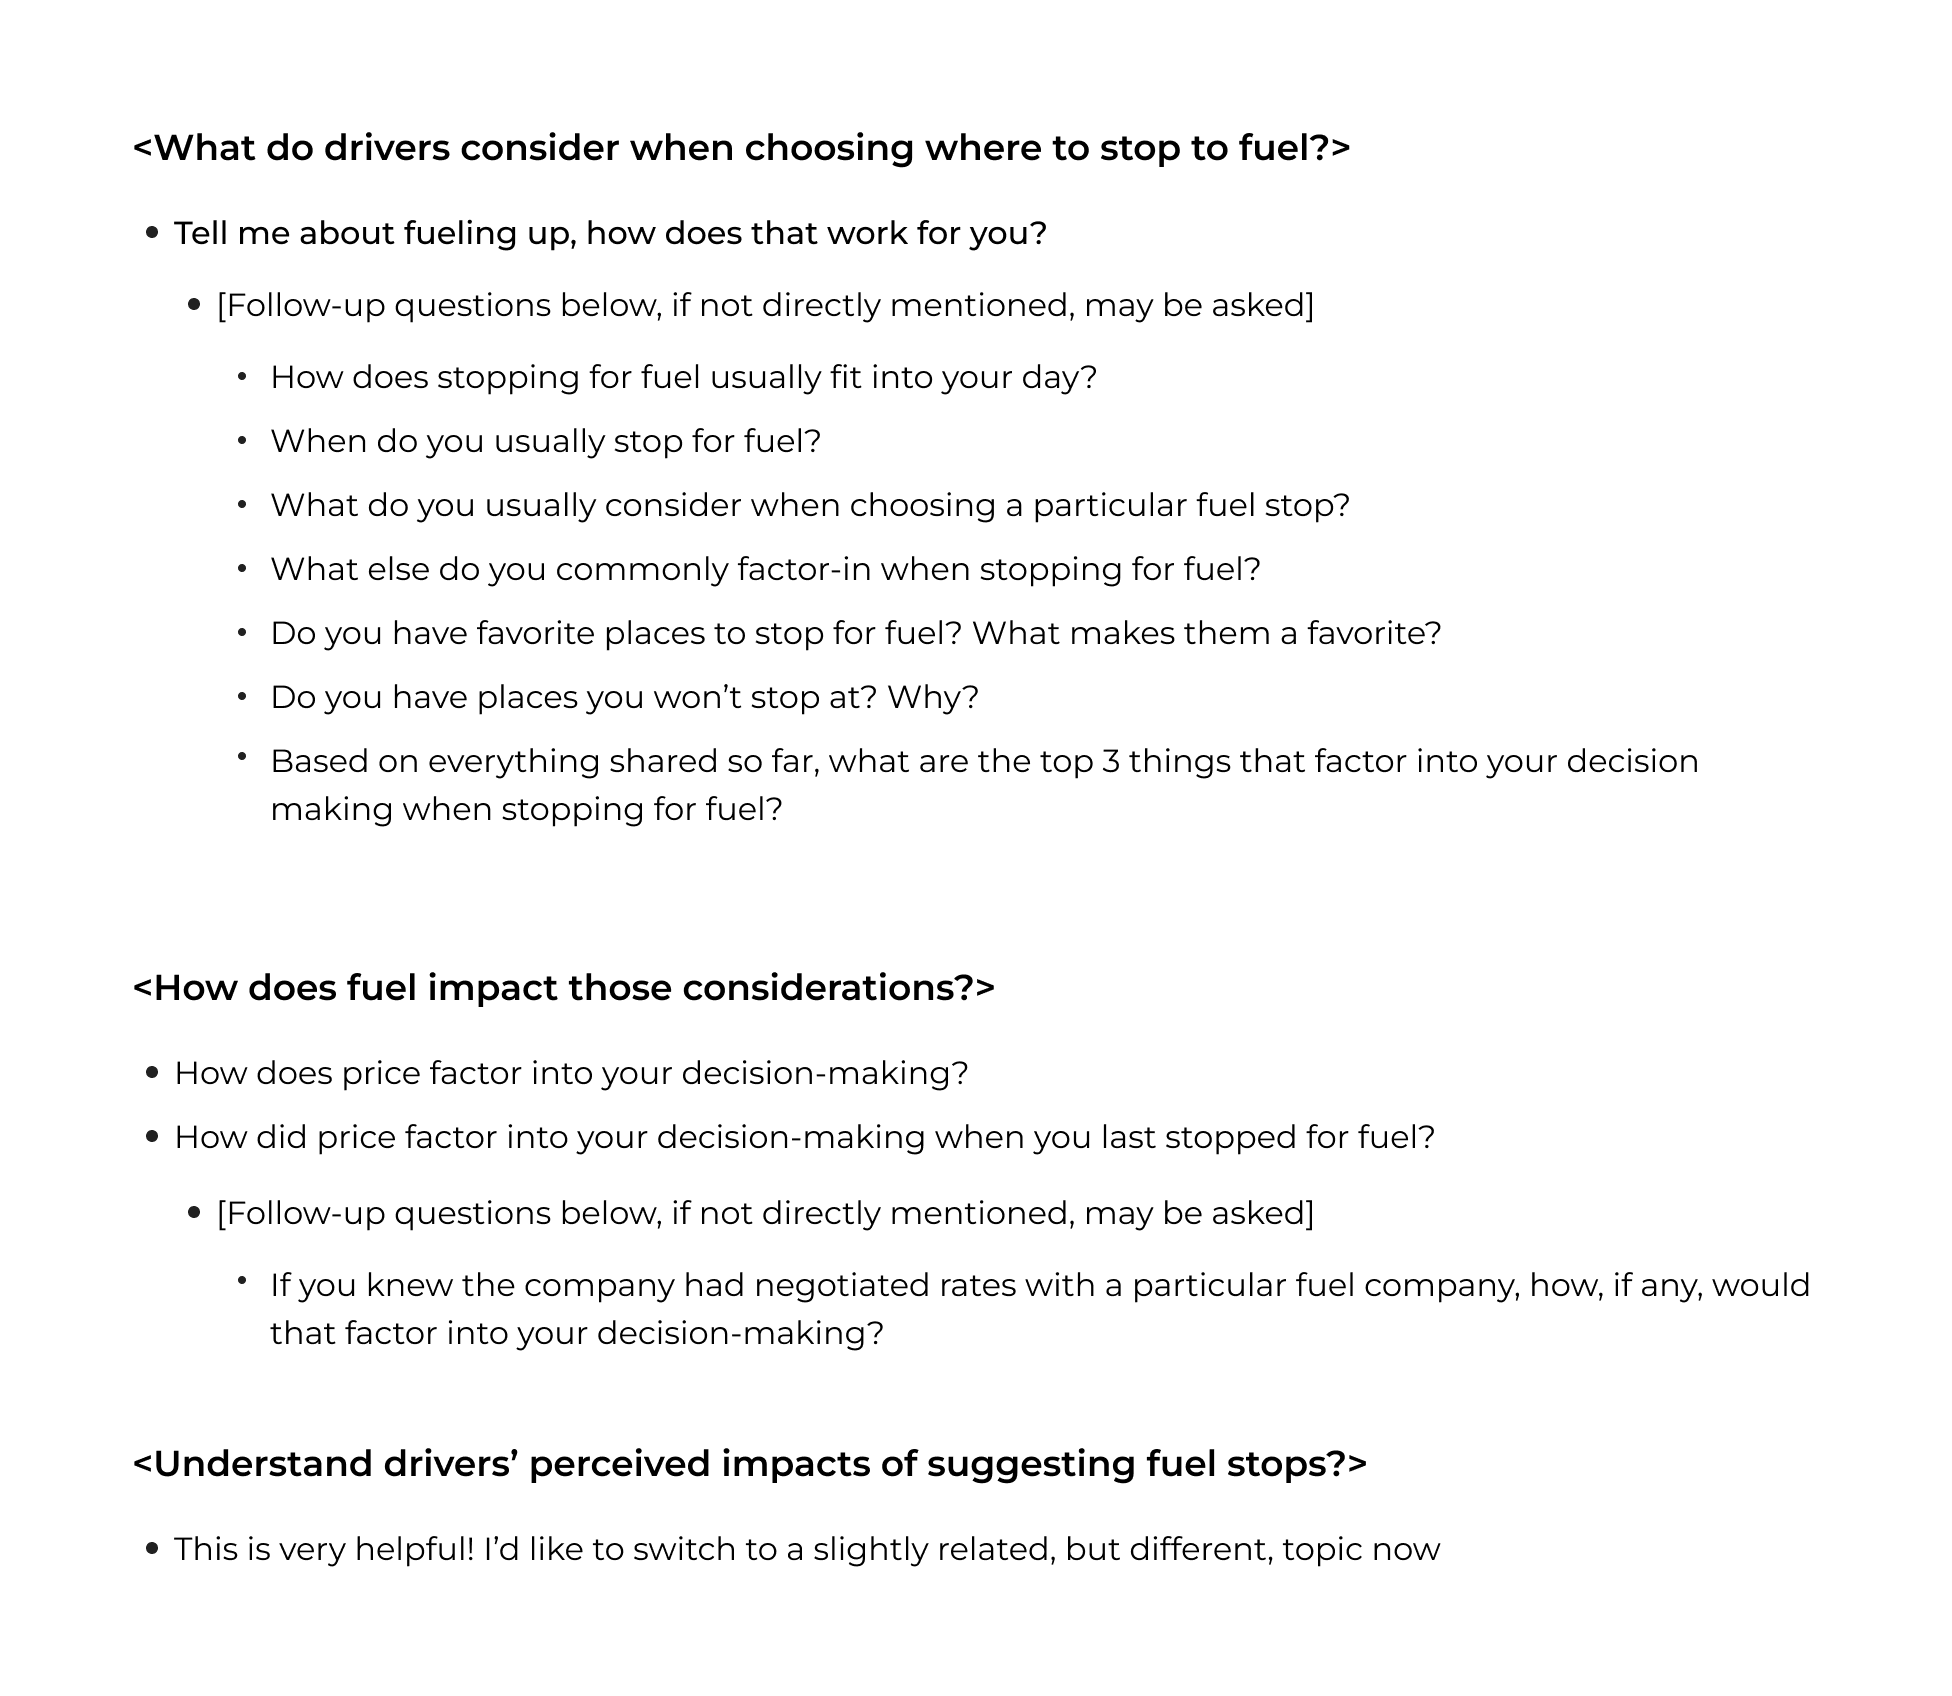 <What do drivers consider when choosing where to stop to fuel?>
• Tell me about fueling up, how does that work for you?
• [Follow-up questions below, if not directly mentioned, may be asked]
• How does stopping for fuel usually fit into your day?
• When do you usually stop for fuel?
• What do you usually consider when choosing a particular fuel stop?
• What else do you commonly factor-in when stopping for fuel?
• Do you have favorite places to stop for fuel? What makes them a favorite?
• Do you have places you won’t stop at? Why?
• Based on everything shared so far, what are the top 3 things that factor into your decision
making when stopping for fuel?
<How does fuel impact those considerations?>
• How does price factor into your decision-making?
• How did price factor into your decision-making when you last stopped for fuel?
• [Follow-up questions below, if not directly mentioned, may be asked]
• If you knew the company had negotiated rates with a particular fuel company, how, if any, would
that factor into your decision-making?
<Understand drivers’ perceived impacts of suggesting fuel stops?>
• This is very helpful! I’d like to switch to a slightly related, but different, topic now